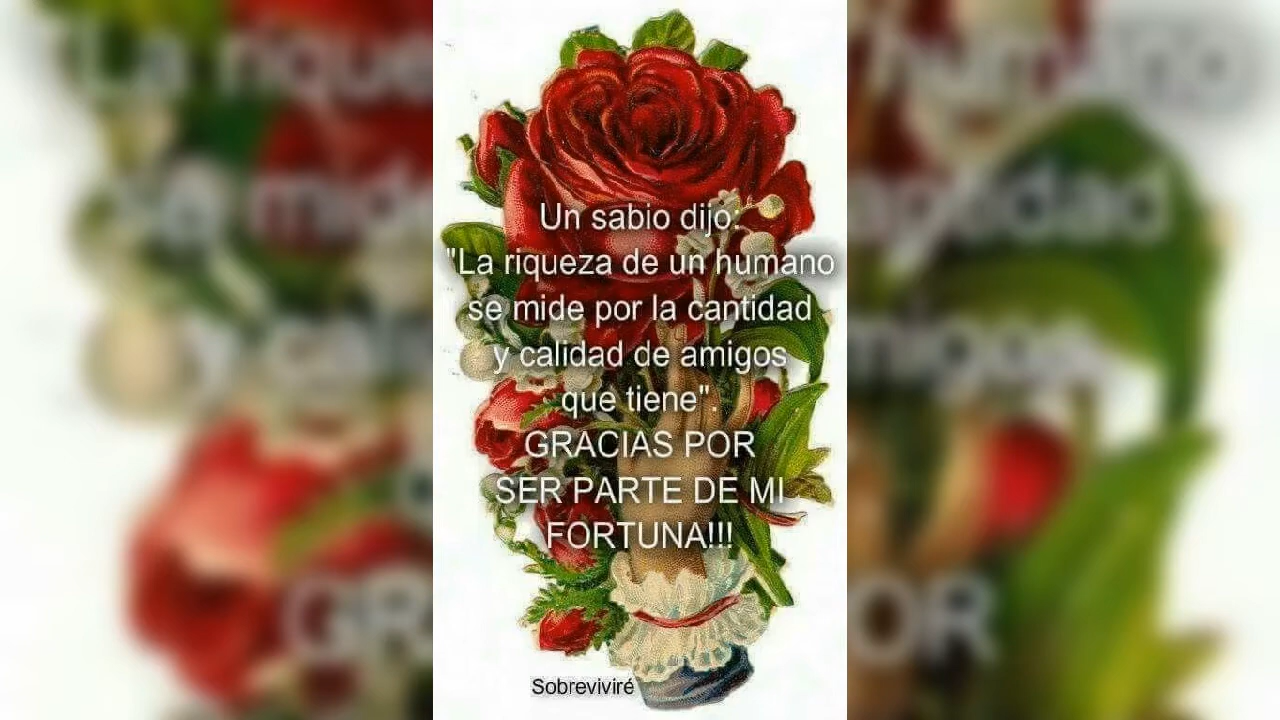 Un sabio dijo:
"La riqueza de un humano
se mide por la cantidad
y calidad de amigos
que tiene".
GRACIAS POR
SER PARTE DE MI
FORTUNA!!!
Sobreviviré